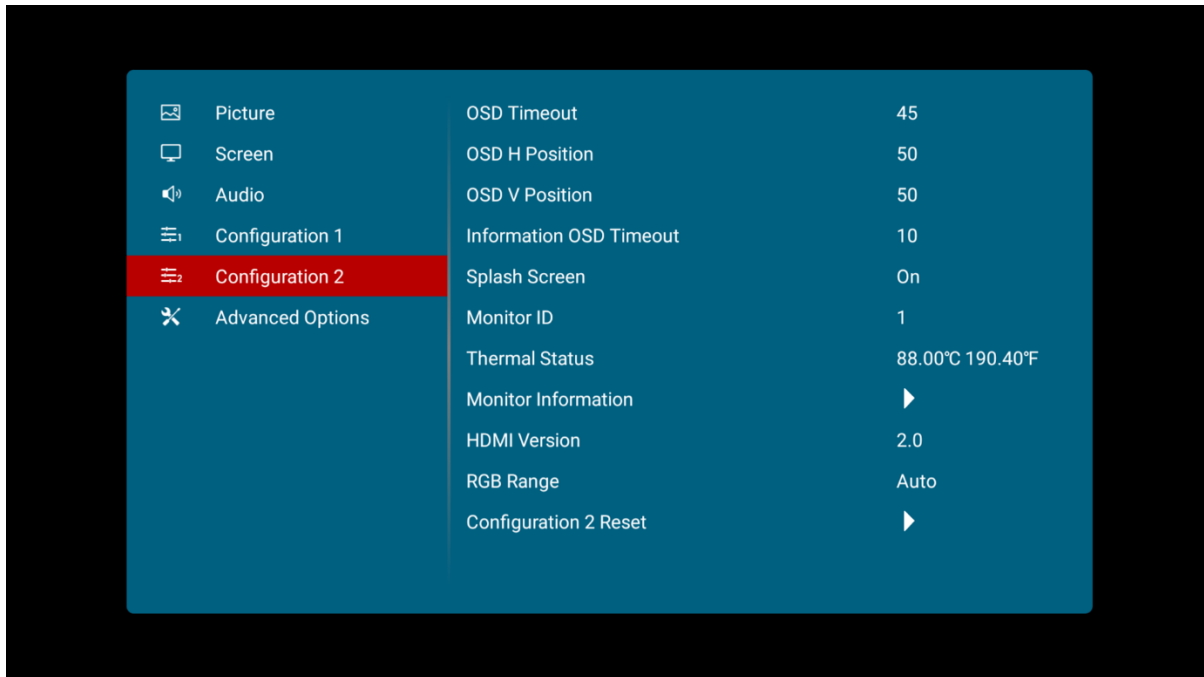 Picture
Screen
Audio
Configuration 1
Configuration 2
Advanced Options
OSD Timeout 45
OSD H Position 50
OSD V Position 50
Information OSD Timeout 10
Splash Screen On
Monitor ID 1
Thermal Status 88.00℃ 190.40℉
Monitor Information
HDMI Version 2.0
RGB Range Auto
Configuration 2 Reset